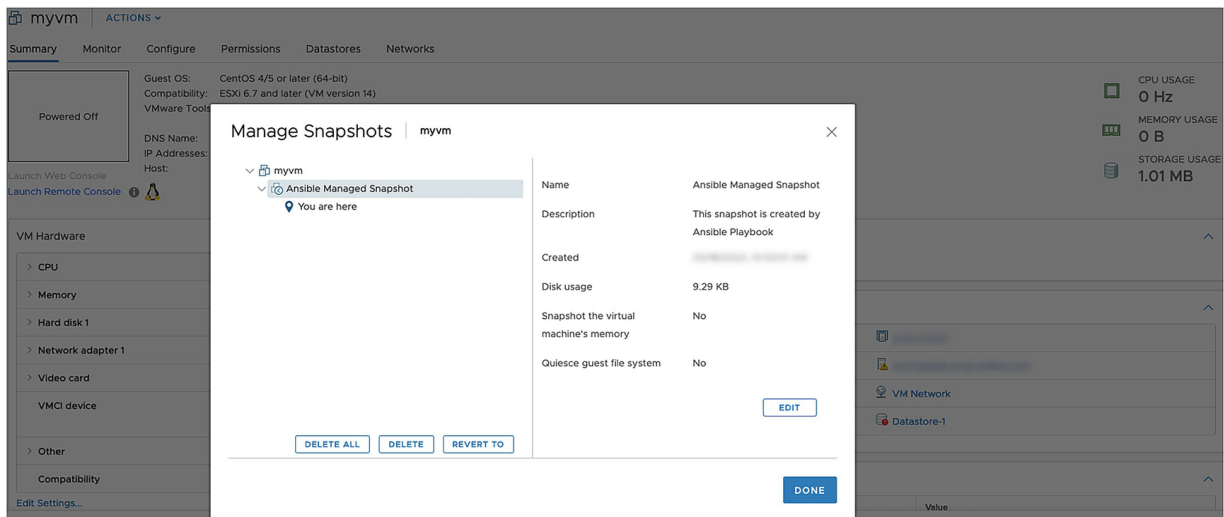 myvm
ACTIONS
Summary Monitor Configure Permissions Datastores Networks
Powered Off
Guest OS: CentOS 4/5 or later (64-bit)
Compatibility: ESXi 6.7 and later (VM version 14)
VMware Tools
DNS Name:
IP Addresses:
Host:
Launch Web Console
Launch Remote Console
CPU USAGE
0 Hz
MEMORY USAGE
0 B
STORAGE USAGE
1.01 MB
VM Hardware
CPU
Memory
Hard disk 1
Network adapter 1
Video card
VMCI device
Other
Compatibility
Edit Settings...
Manage Snapshots
myvm
myvm
Ansible Managed Snapshot
You are here
DELETE ALL DELETE REVERT TO
Name Ansible Managed Snapshot
Description This snapshot is created by
Ansible Playbook
Created
Disk usage 9.29 KB
Snapshot the virtual No
machine's memory
Quiesce guest file system No
EDIT
DONE
VM Network
Datastore-1
Value